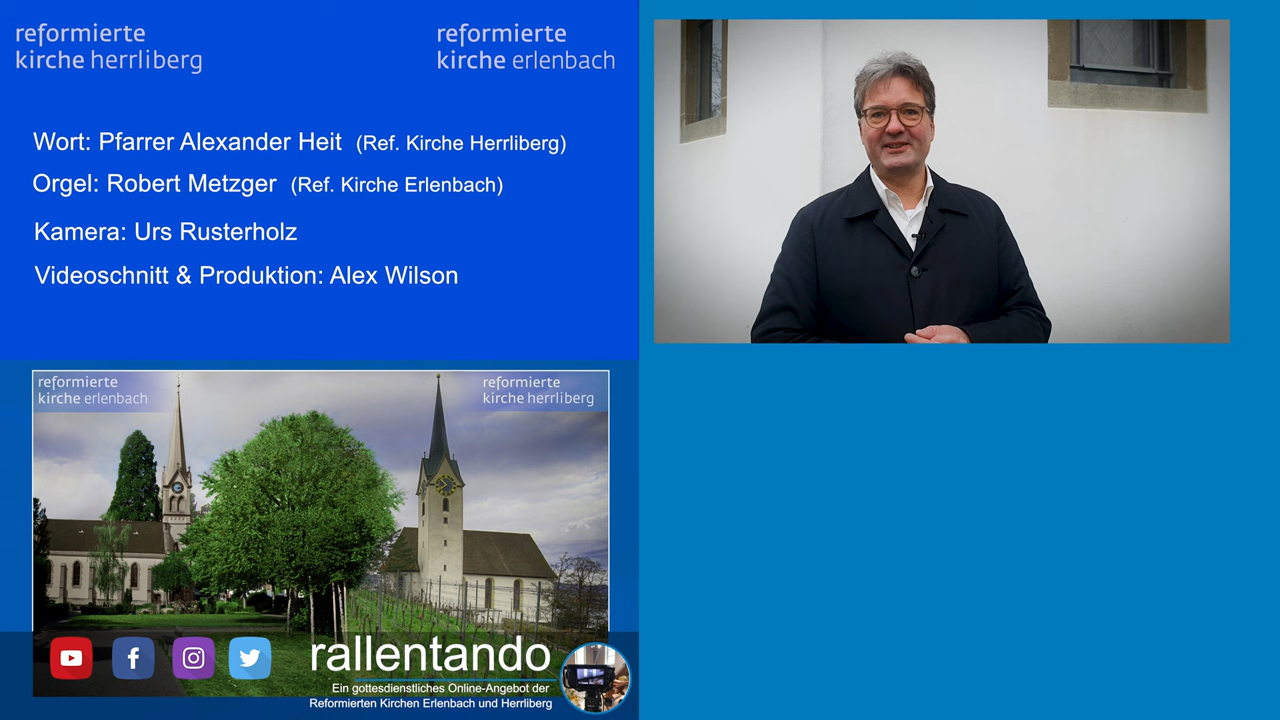 reformierte
kirche herrliberg
reformierte
kirche erlenbach
Wort: Pfarrer Alexander Heit (Ref. Kirche Herrliberg)
Orgel: Robert Metzger (Ref. Kirche Erlenbach)
Kamera: Urs Rusterholz
Videoschnitt & Produktion: Alex Wilson
reformierte
kirche erlenbach
reformierte
kirche herrliberg
rallentando
Ein gottesdienstliches Online-Angebot der
Reformierten Kirchen Erlenbach und Herrliberg